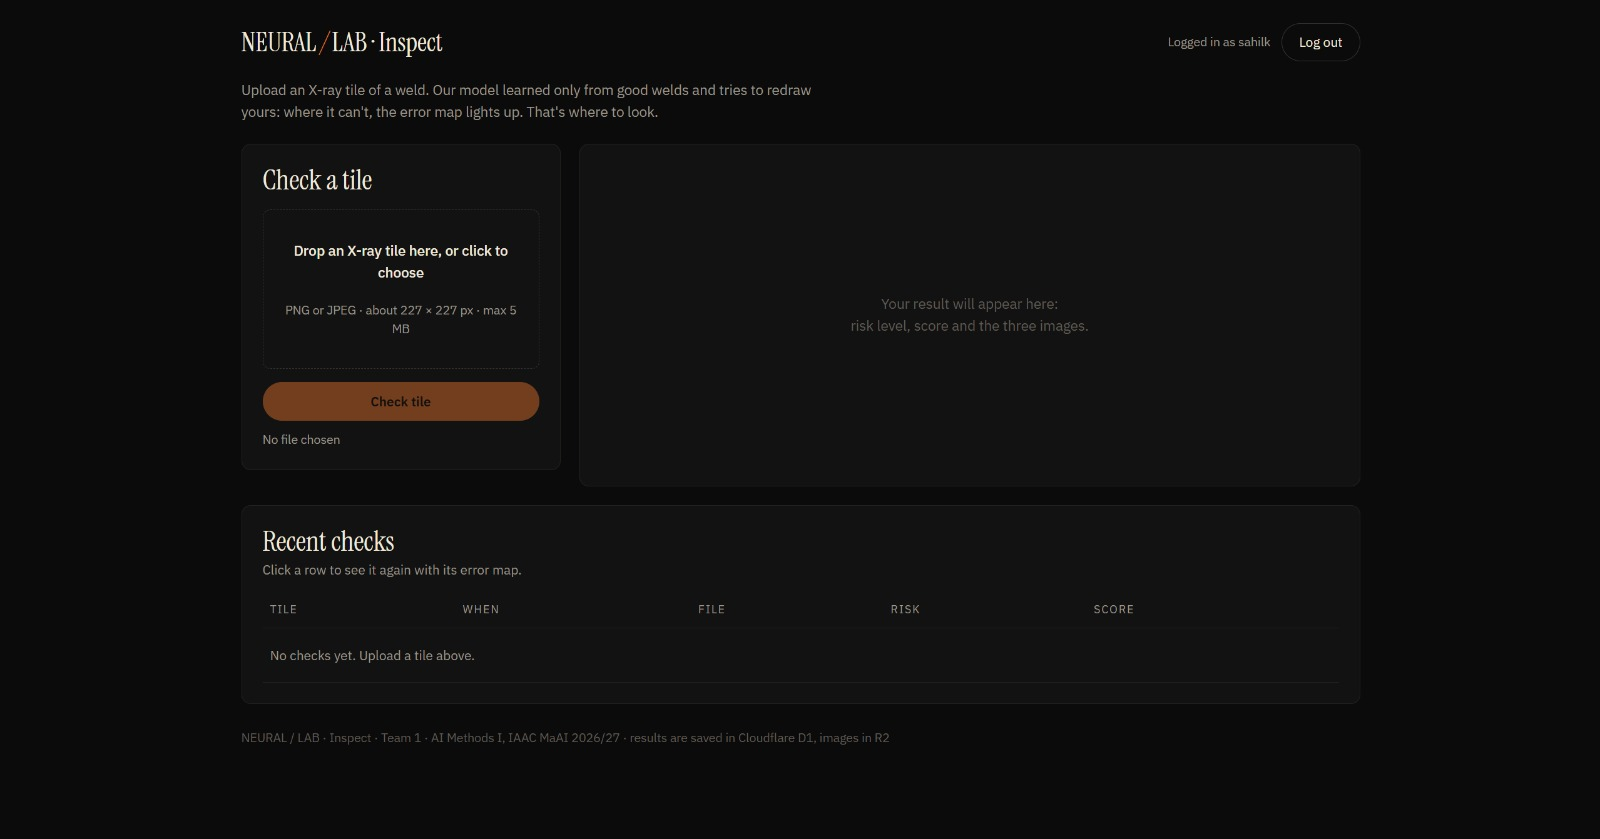 NEURAL / LAB · Inspect
Logged in as sahilk
Log out
Upload an X-ray tile of a weld. Our model learned only from good welds and tries to redraw
yours: where it can't, the error map lights up. That's where to look.
Check a tile
Drop an X-ray tile here, or click to
choose
PNG or JPEG · about 227 × 227 px · max 5
MB
Check tile
No file chosen
Your result will appear here:
risk level, score and the three images.
Recent checks
Click a row to see it again with its error map.
TILE WHEN FILE RISK SCORE
No checks yet. Upload a tile above.
NEURAL / LAB · Inspect · Team 1 · AI Methods I, IAAC MaAI 2026/27 · results are saved in Cloudflare D1, images in R2